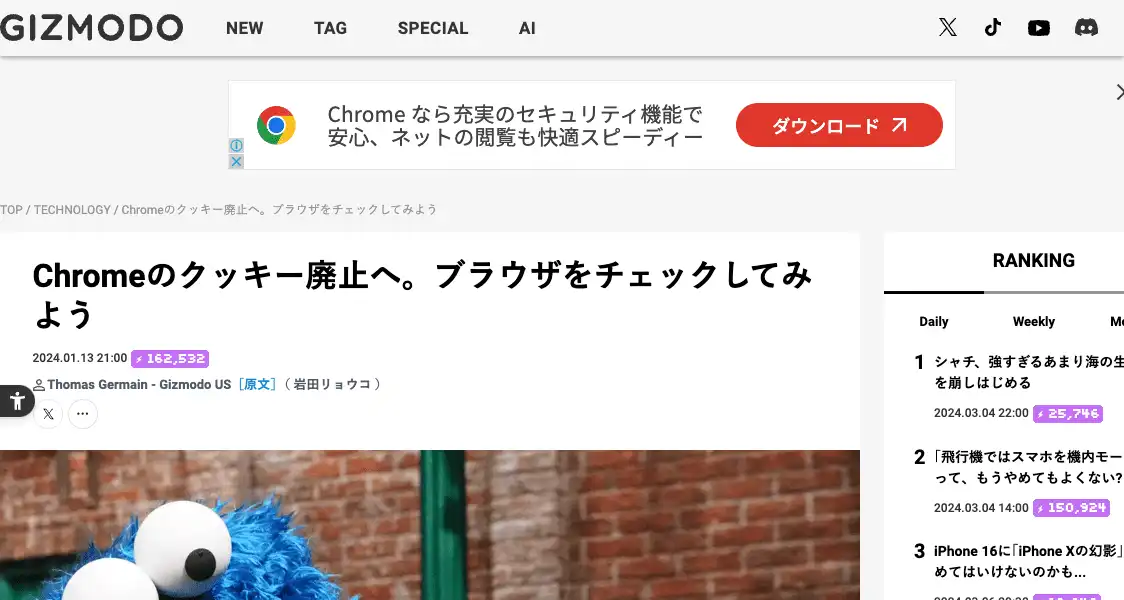 GIZMODO NEW TAG SPECIAL AI
Chrome なら充実のセキュリティ機能で
安心、ネットの閲覧も快適スピーディー
ダウンロード
TOP / TECHNOLOGY / Chromeのクッキー廃止へ。ブラウザをチェックしてみよう
Chromeのクッキー廃止へ。ブラウザをチェックしてみ
よう
2024.01.13 21:00 162,532
Thomas Germain - Gizmodo US [原文] ( 岩田リョウコ )
RANKING
Daily Weekly
1 シャチ、強すぎるあまり海の生
を崩しはじめる
2024.03.04 22:00 25,746
2 「飛行機ではスマホを機内モー
って、もうやめてもよくない?
2024.03.04 14:00 150,924
3 iPhone 16に「iPhone Xの幻影」
めてはいけないのかも...